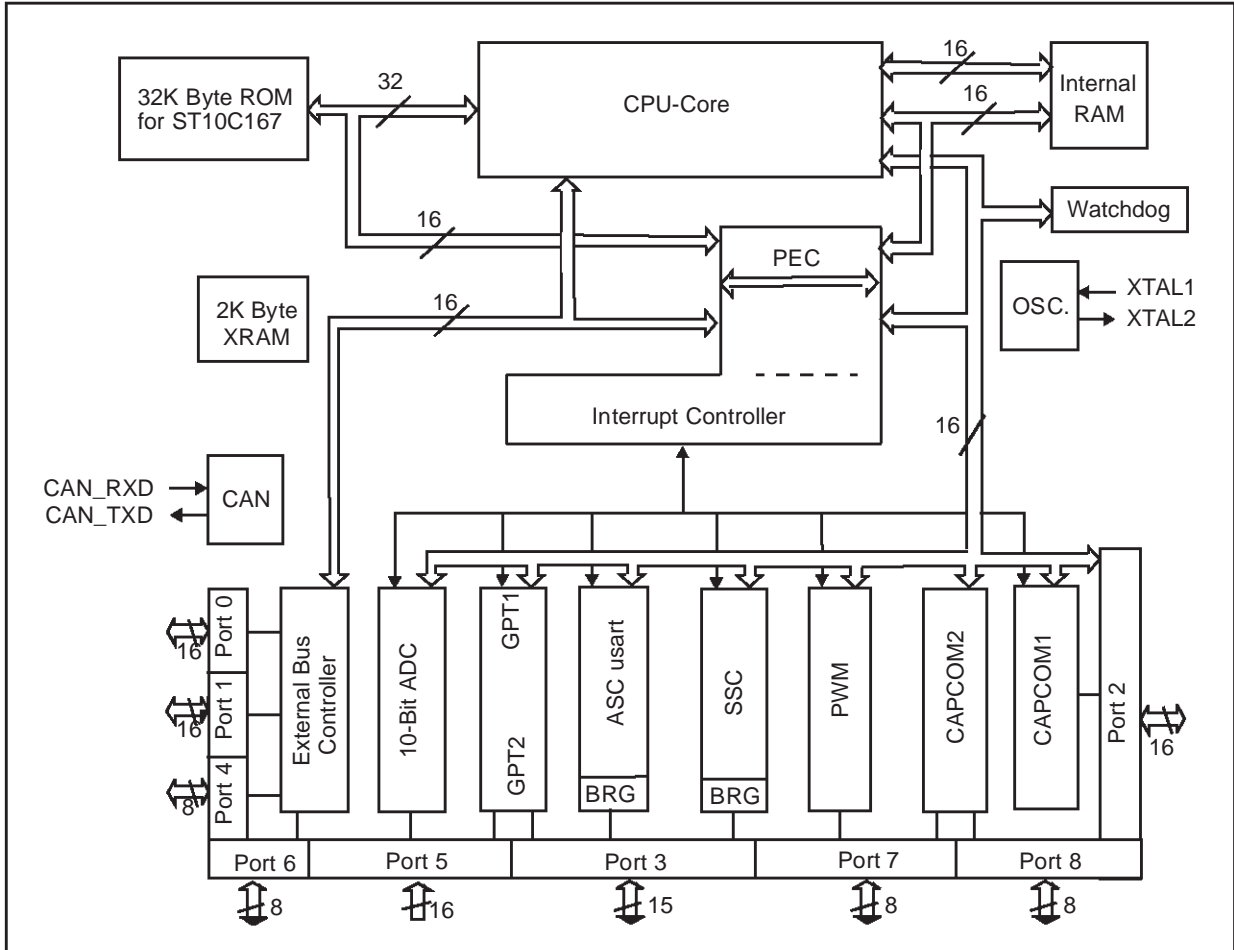 32K Byte ROM
for ST10C167
32
CPU-Core
16
16
Internal
RAM
Watchdog
16
PEC
2K Byte
XRAM
16
OSC.
XTAL1
XTAL2
Interrupt Controller
16
CAN_RXD
CAN_TXD
CAN
Port 0
16
Port 1
16
Port 4
8
External Bus
Controller
10-Bit ADC
GPT1
GPT2
ASC usart
BRG
SSC
BRG
PWM
CAPCOM2
CAPCOM1
Port 2
16
Port 6
Port 5
Port 3
Port 7
Port 8
8
16
15
8
8